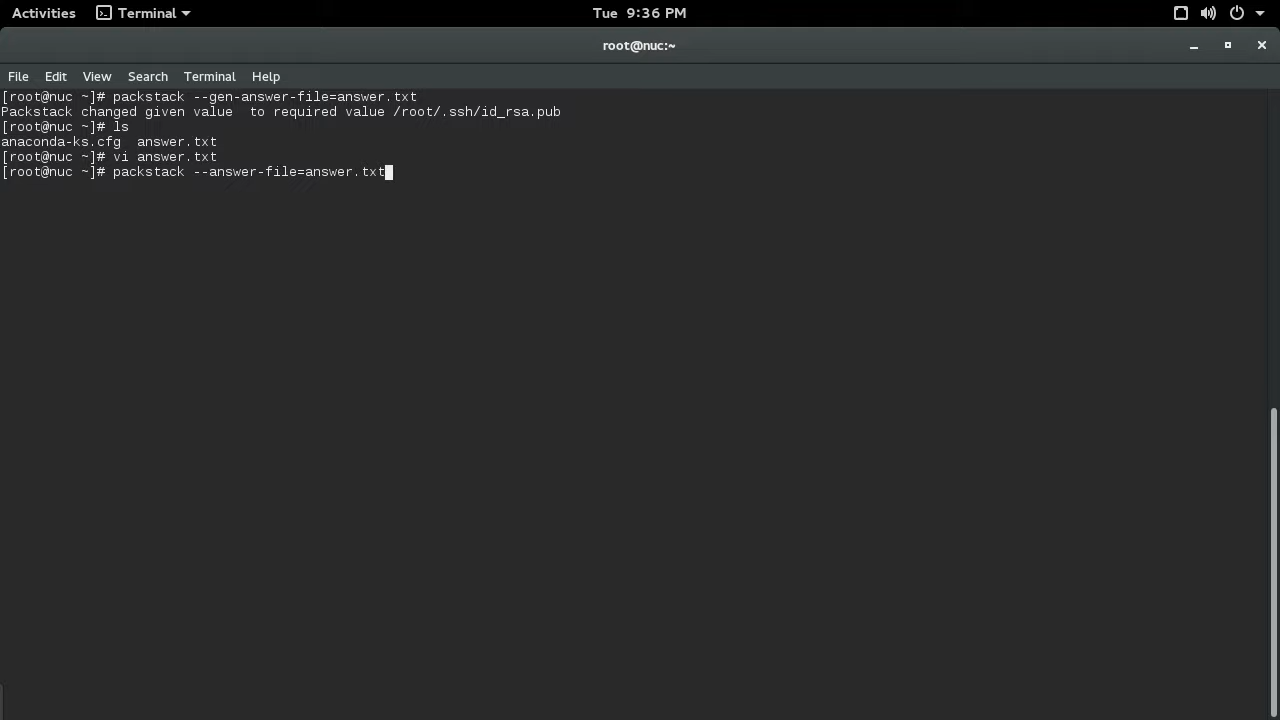 Activities Terminal Tue 9:36 PM
root@nuc:~
File Edit View Search Terminal Help
[root@nuc ~]# packstack --gen-answer-file=answer.txt
Packstack changed given value  to required value /root/.ssh/id_rsa.pub
[root@nuc ~]# ls
anaconda-ks.cfg  answer.txt
[root@nuc ~]# vi answer.txt
[root@nuc ~]# packstack --answer-file=answer.txt